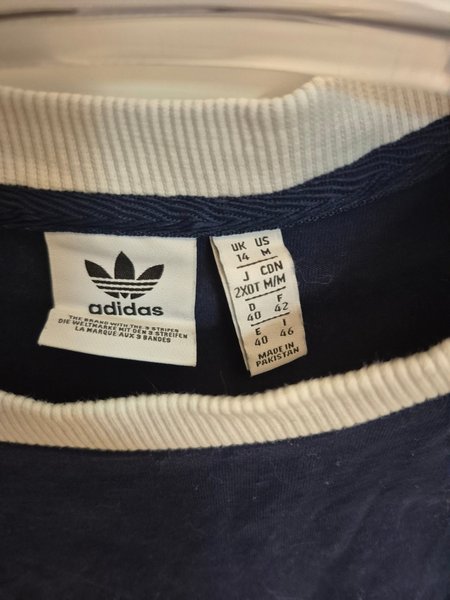 adidas
THE BRAND WITH THE 3 STRIPES
DIE WELTMARKE MIT DEN 3 STREIFEN
LA MARQUE AUX 3 BANDES
UK US
14 M
J CDN
2XOT M/M
D F
40 42
E I
40 46
MADE IN
PAKISTAN